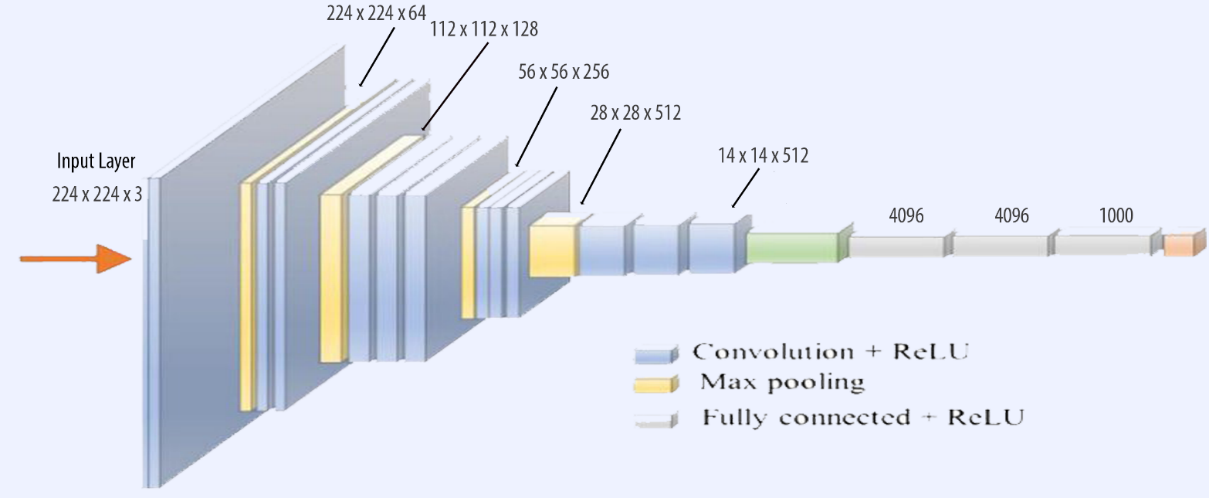 224 x 224 x 64
112 x 112 x 128
56 x 56 x 256
28 x 28 x 512
14 x 14 x 512
Input Layer
224 x 224 x 3
4096
4096
1000
Convolution + ReLU
Max pooling
Fully connected + ReLU